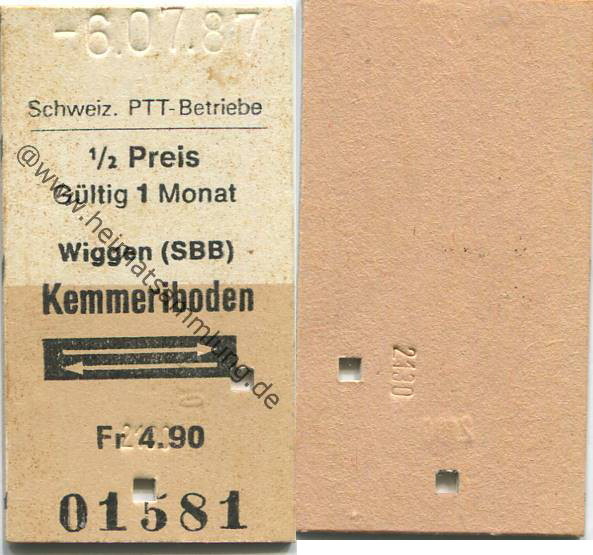 -6.07.87
Schweiz. PTT-Betriebe
½ Preis
Gültig 1 Monat
Wiggen (SBB)
Kemmeriboden
Fr 4.90
01581
@www.heimatsammlung.de
2430